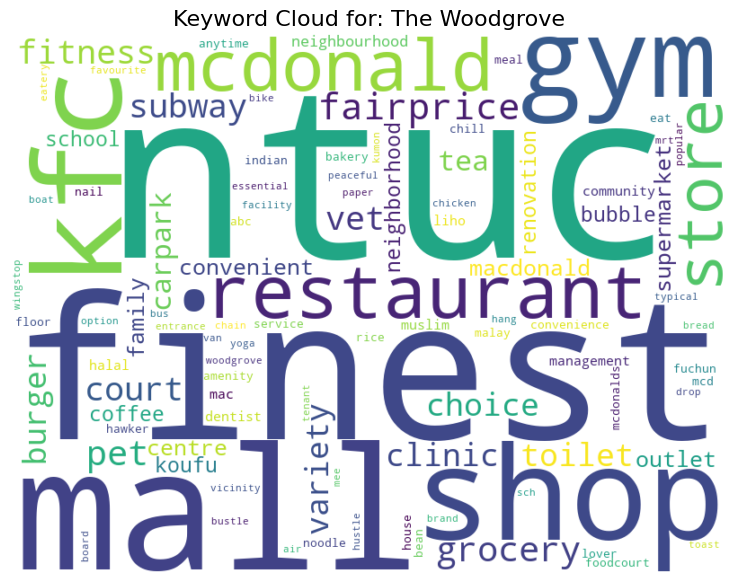 Keyword Cloud for: The Woodgrove
fitness
anytime
neighbourhood
mcdonald
meal
gym
eatery
favourite
kfc
subway
bike
fairprice
store
eat
school
indian
bakery
kumon
neighborhood
chill
tea
renovation
mrt
popular
supermarket
nail
essential
peaceful
ntuc
boat
facility
paper
chicken
community
carpark
abc
vet
liho
bubble
wingstop
convenient
macdonald
restaurant
typical
floor
option
family
bus
entrance
chain
service
muslim
hang
convenience
bread
van
yoga
rice
malay
finest
burger
halal
woodgrove
amenity
management
mcdonalds
fuchun
mcd
drop
court
mac
coffee
dentist
tenant
choice
hawker
variety
pet
centre
koufu
clinic
toilet
outlet
mall
vicinity
mee
shop
sch
bustle
hustle
house
bean
brand
board
air
noodle
grocery
lover
foodcourt
toast